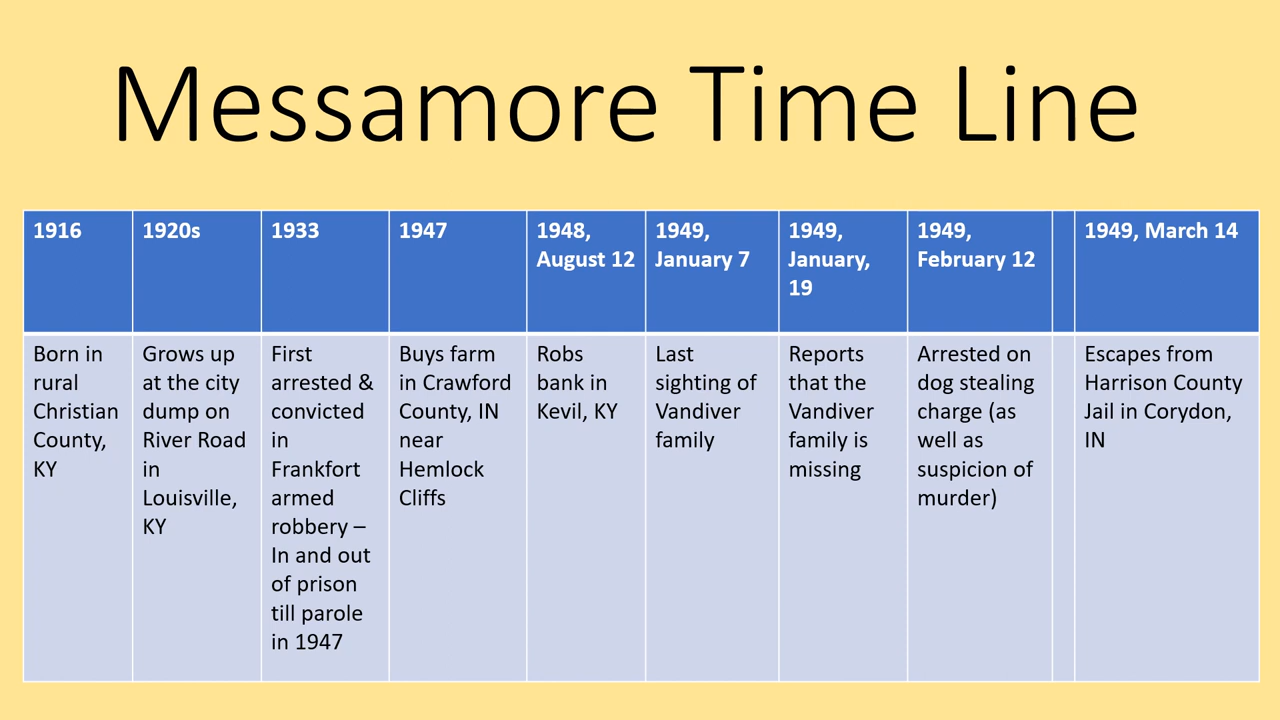 Messamore Time Line
1916
1920s
1933
1947
1948,
August 12
1949,
January 7
1949,
January,
19
1949,
February 12
1949, March 14
Born in
rural
Christian
County,
KY
Grows up
at the city
dump on
River Road
in
Louisville,
KY
First
arrested &
convicted
in
Frankfort
armed
robbery –
In and out
of prison
till parole
in 1947
Buys farm
in Crawford
County, IN
near
Hemlock
Cliffs
Robs
bank in
Kevil, KY
Last
sighting of
Vandiver
family
Reports
that the
Vandiver
family is
missing
Arrested on
dog stealing
charge (as
well as
suspicion of
murder)
Escapes from
Harrison County
Jail in Corydon,
IN